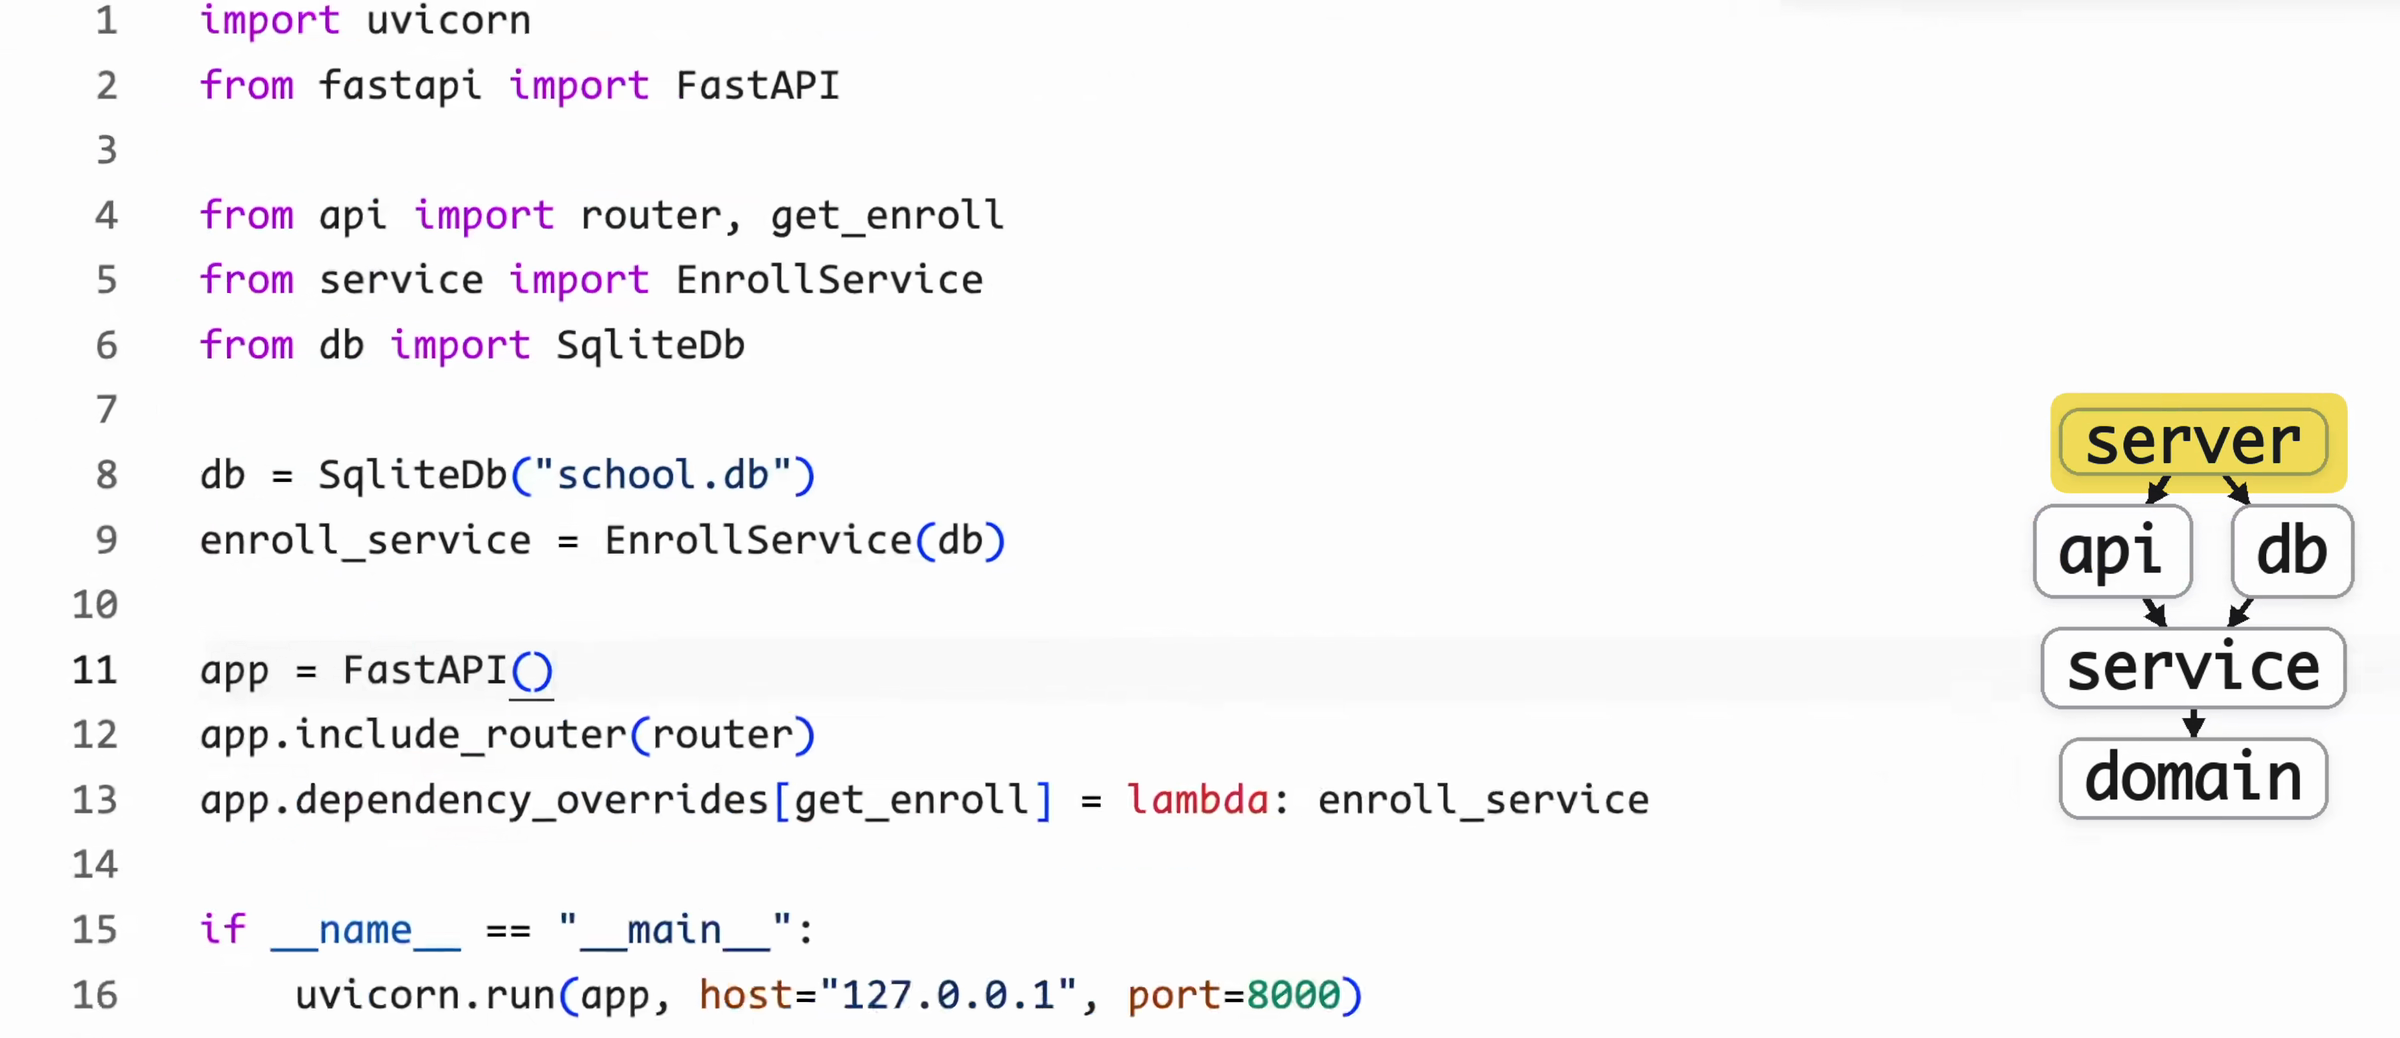 1 import uvicorn
2 from fastapi import FastAPI
3
4 from api import router, get_enroll
5 from service import EnrollService
6 from db import SqliteDb
7
8 db = SqliteDb("school.db")
9 enroll_service = EnrollService(db)
10
11 app = FastAPI()
12 app.include_router(router)
13 app.dependency_overrides[get_enroll] = lambda: enroll_service
14
15 if __name__ == "__main__":
16     uvicorn.run(app, host="127.0.0.1", port=8000)
server
api db
service
domain